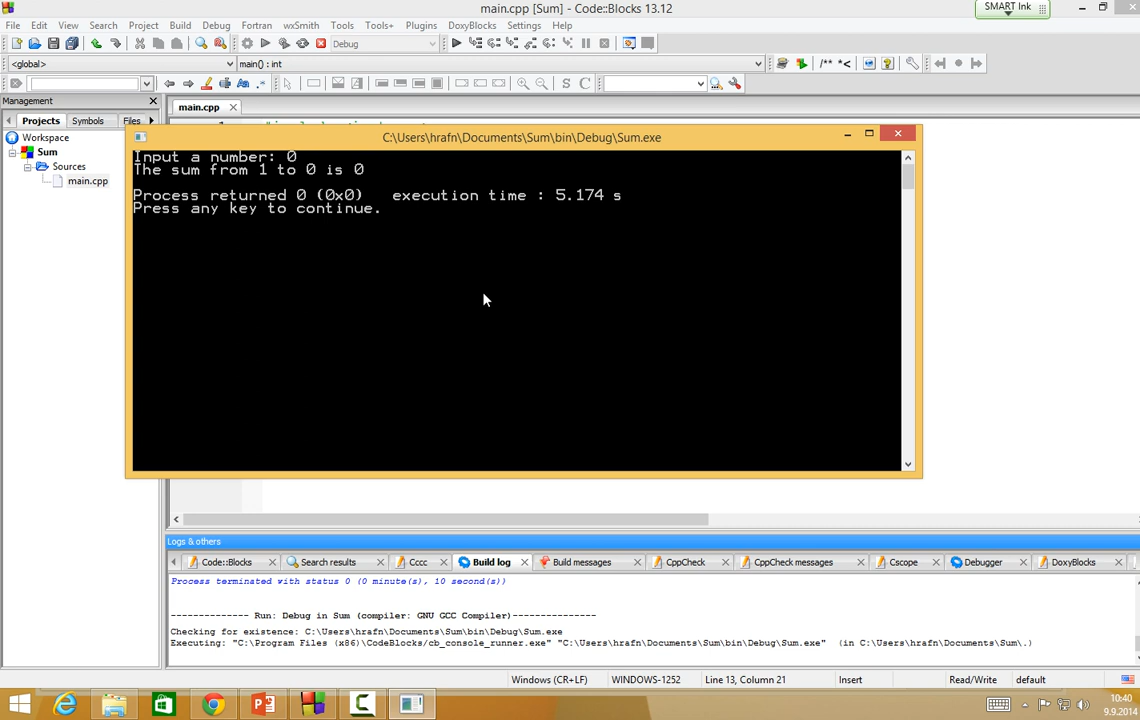 main.cpp [Sum] - Code::Blocks 13.12
SMART Ink
File Edit View Search Project Build Debug Fortran wxSmith Tools Tools+ Plugins DoxyBlocks Settings Help
Debug
<global> main() : int
/** *<
S C
Management
main.cpp
Projects Symbols Files
Workspace
Sum
Sources
main.cpp
C:\Users\hrafn\Documents\Sum\bin\Debug\Sum.exe
Input a number: 0
The sum from 1 to 0 is 0
Process returned 0 (0x0)   execution time : 5.174 s
Press any key to continue.
Logs & others
Code::Blocks Search results Cccc Build log Build messages CppCheck CppCheck messages Cscope Debugger DoxyBlocks
Process terminated with status 0 (0 minute(s), 10 second(s))
-------------- Run: Debug in Sum (compiler: GNU GCC Compiler)---------------
Checking for existence: C:\Users\hrafn\Documents\Sum\bin\Debug\Sum.exe
Executing: "C:\Program Files (x86)\CodeBlocks/cb_console_runner.exe" "C:\Users\hrafn\Documents\Sum\bin\Debug\Sum.exe"  (in C:\Users\hrafn\Documents\Sum\.)
Windows (CR+LF) WINDOWS-1252 Line 13, Column 21 Insert Read/Write default
10:40
9.9.2014